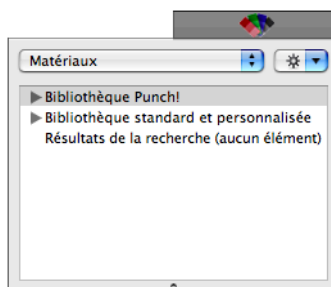 Matériaux
Bibliothèque Punch!
Bibliothèque standard et personnalisée
Résultats de la recherche (aucun élément)